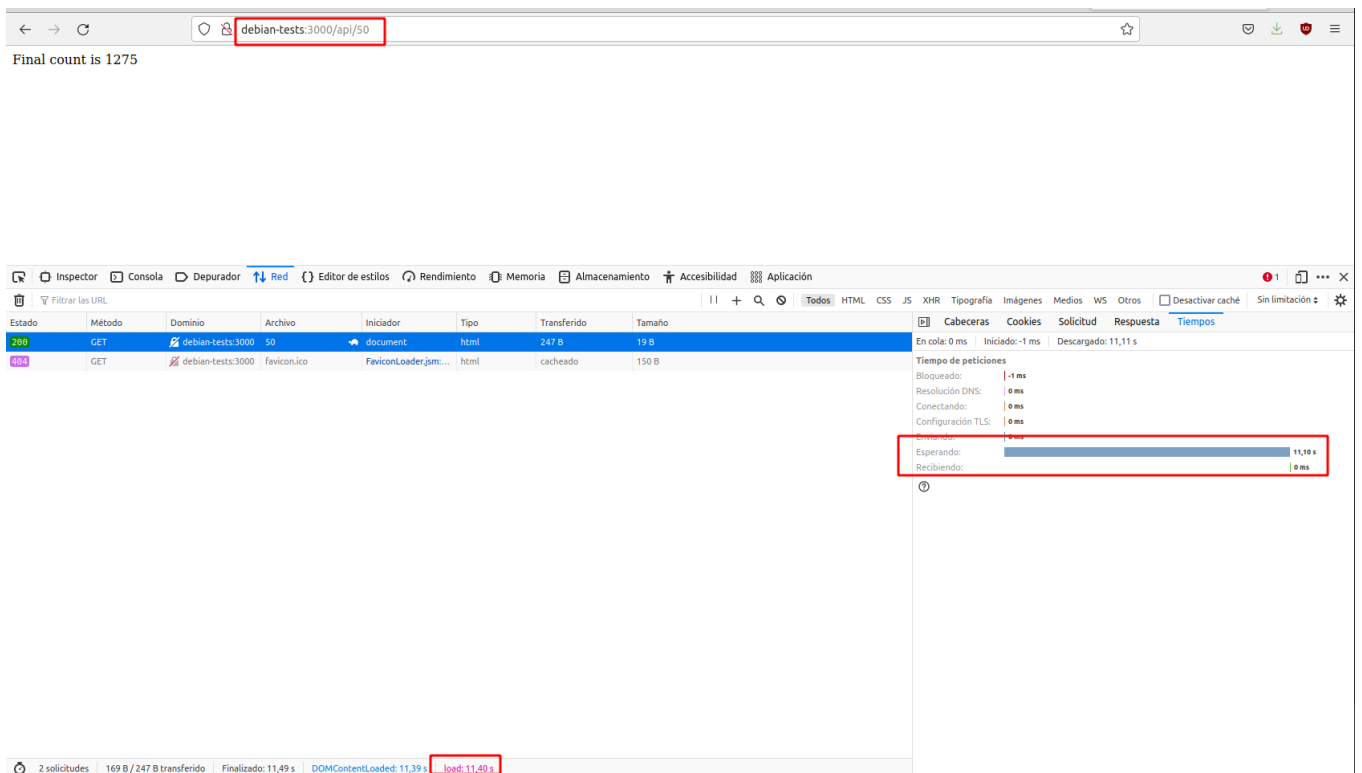 debian-tests:3000/api/50
Final count is 1275
Inspector Consola Depurador Red {} Editor de estilos Rendimiento Memoria Almacenamiento Accesibilidad Aplicación 1
Filtrar las URL Todos HTML CSS JS XHR Tipografía Imágenes Medios WS Otros Desactivar caché Sin limitación
Estado Método Dominio Archivo Iniciador Tipo Transferido Tamaño Cabeceras Cookies Solicitud Respuesta Tiempos
200 GET debian-tests:3000 50 document html 247 B 19 B En cola: 0 ms Iniciado: -1 ms Descargado: 11,11 s
404 GET debian-tests:3000 favicon.ico FaviconLoader.jsm:... html cacheado 150 B
Tiempo de peticiones
Bloqueado: -1 ms
Resolución DNS: 0 ms
Conectando: 0 ms
Configuración TLS: 0 ms
Enviando: 0 ms
Esperando: 11,10 s
Recibiendo: 0 ms
2 solicitudes 169 B / 247 B transferido Finalizado: 11,49 s DOMContentLoaded: 11,39 s load: 11,40 s